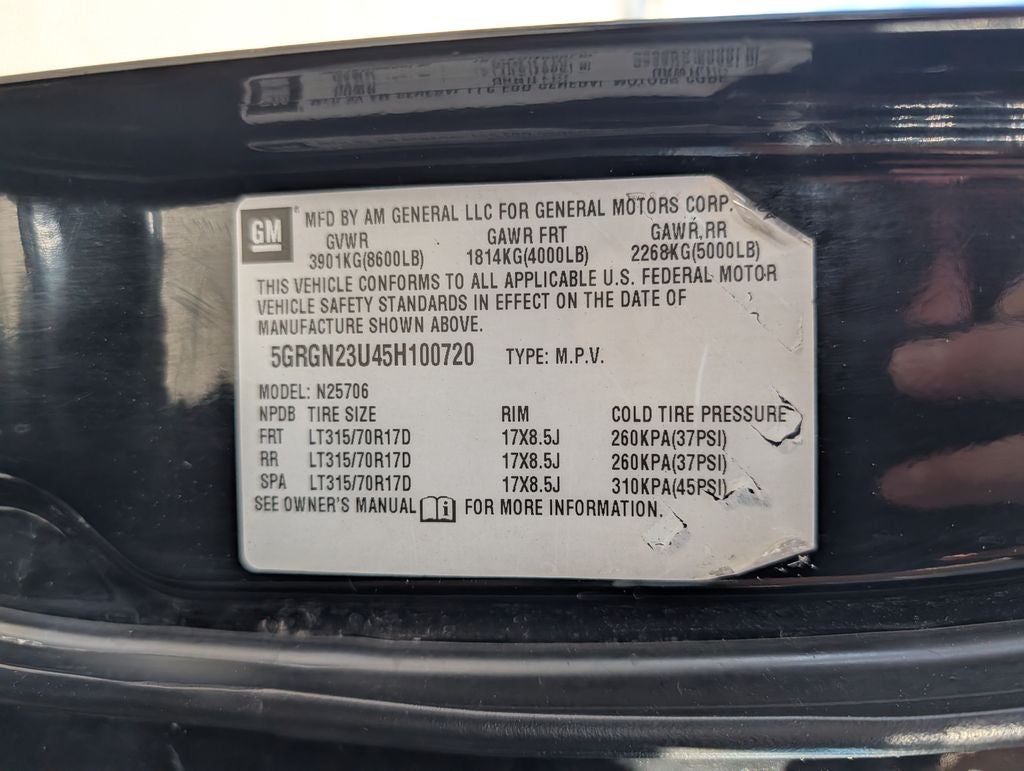 GM ® MFD BY AM GENERAL LLC FOR GENERAL MOTORS CORP.
GVWR GAWR FRT GAWR RR
3901KG(8600LB) 1814KG(4000LB) 2268KG(5000LB)
THIS VEHICLE CONFORMS TO ALL APPLICABLE U.S. FEDERAL MOTOR
VEHICLE SAFETY STANDARDS IN EFFECT ON THE DATE OF
MANUFACTURE SHOWN ABOVE.
5GRGN23U45H100720 TYPE: M.P.V.
MODEL: N25706
NPDB TIRE SIZE RIM COLD TIRE PRESSURE
FRT LT315/70R17D 17X8.5J 260KPA(37PSI)
RR LT315/70R17D 17X8.5J 260KPA(37PSI)
SPA LT315/70R17D 17X8.5J 310KPA(45PSI)
SEE OWNER'S MANUAL i FOR MORE INFORMATION.